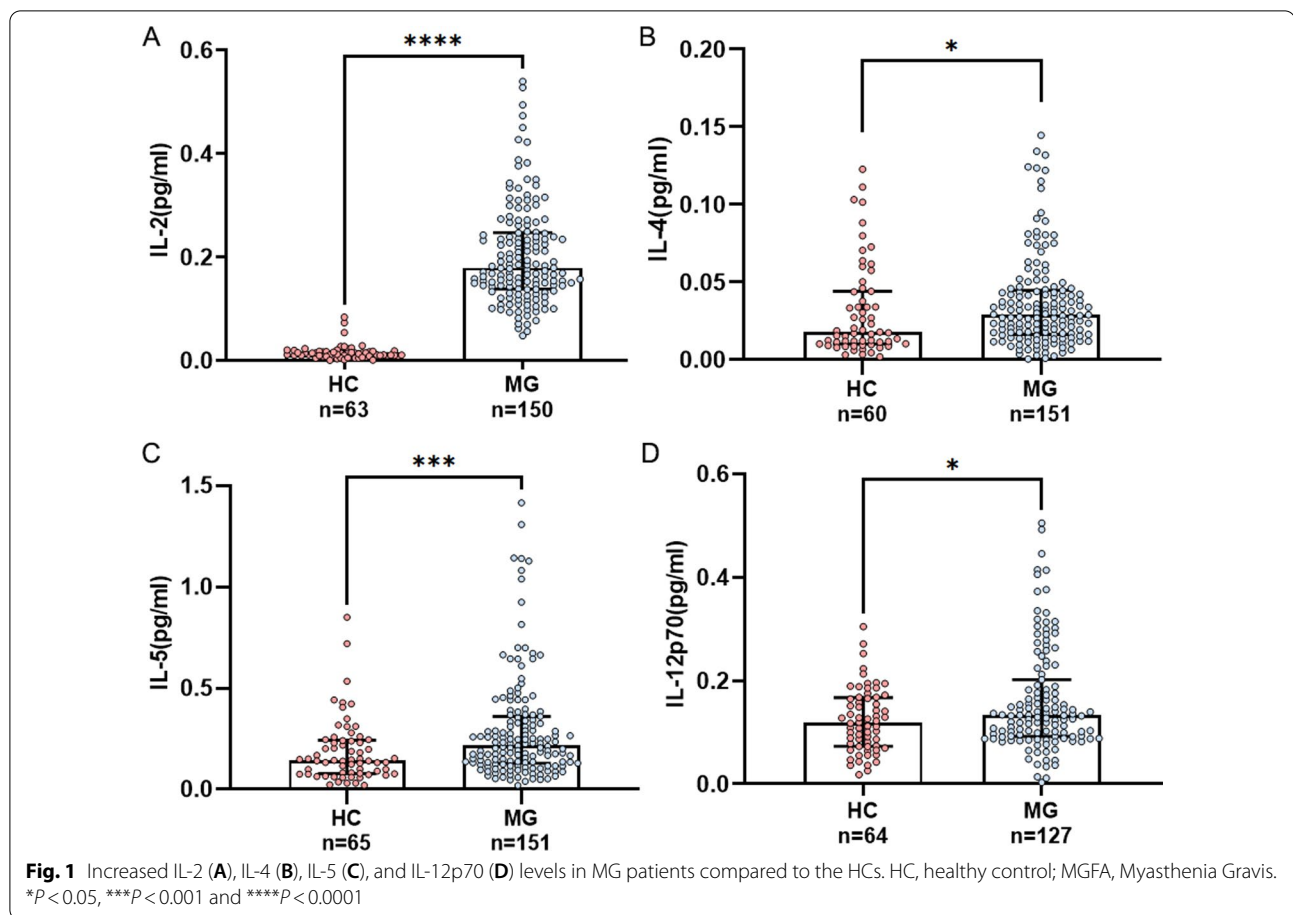 A
****
0.6
0.4
0.2
0.0
IL-2(pg/ml)
HC
n=63
MG
n=150
B
*
0.20
0.15
0.10
0.05
0.00
IL-4(pg/ml)
HC
n=60
MG
n=151
C
***
1.5
1.0
0.5
0.0
IL-5(pg/ml)
HC
n=65
MG
n=151
D
*
0.6
0.4
0.2
0.0
IL-12p70(pg/ml)
HC
n=64
MG
n=127
Fig. 1 Increased IL-2 (A), IL-4 (B), IL-5 (C), and IL-12p70 (D) levels in MG patients compared to the HCs. HC, healthy control; MGFA, Myasthenia Gravis.
*P < 0.05, ***P < 0.001 and ****P < 0.0001